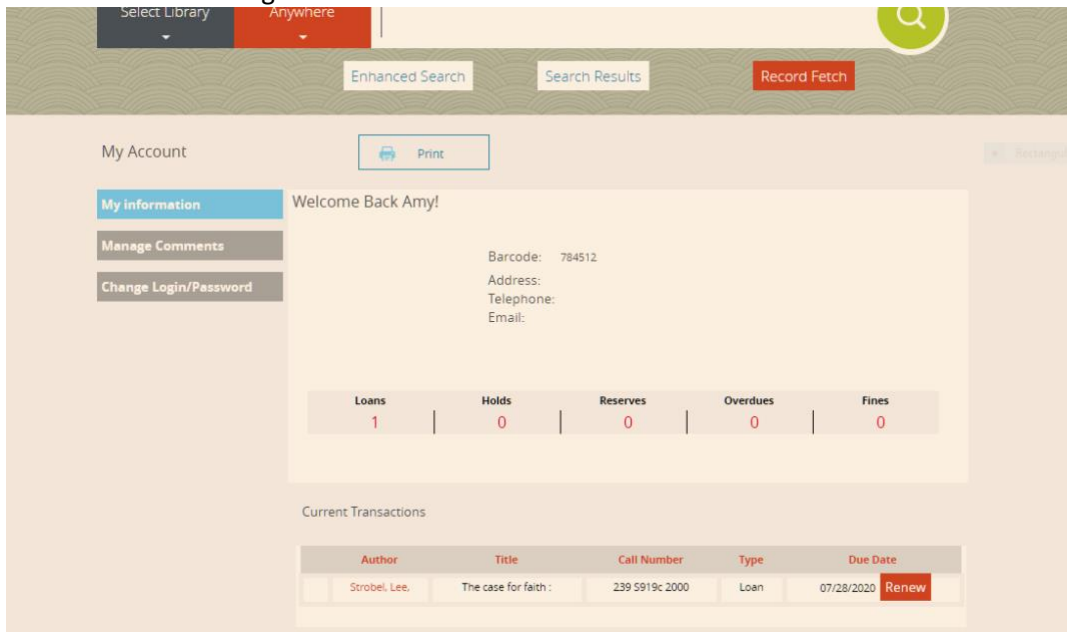 Select Library Anywhere
Enhanced Search Search Results Record Fetch
My Account Print
My information
Manage Comments
Change Login/Password
Welcome Back Amy!
Barcode: 784512
Address:
Telephone:
Email:
Loans Holds Reserves Overdues Fines
1 0 0 0 0
Current Transactions
Author Title Call Number Type Due Date
Strobel, Lee, The case for faith : 239 S919c 2000 Loan 07/28/2020 Renew